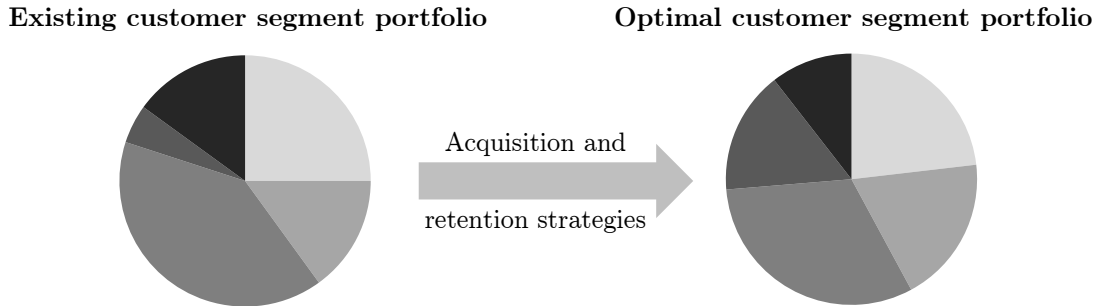 Existing customer segment portfolio
Optimal customer segment portfolio
Acquisition and
retention strategies